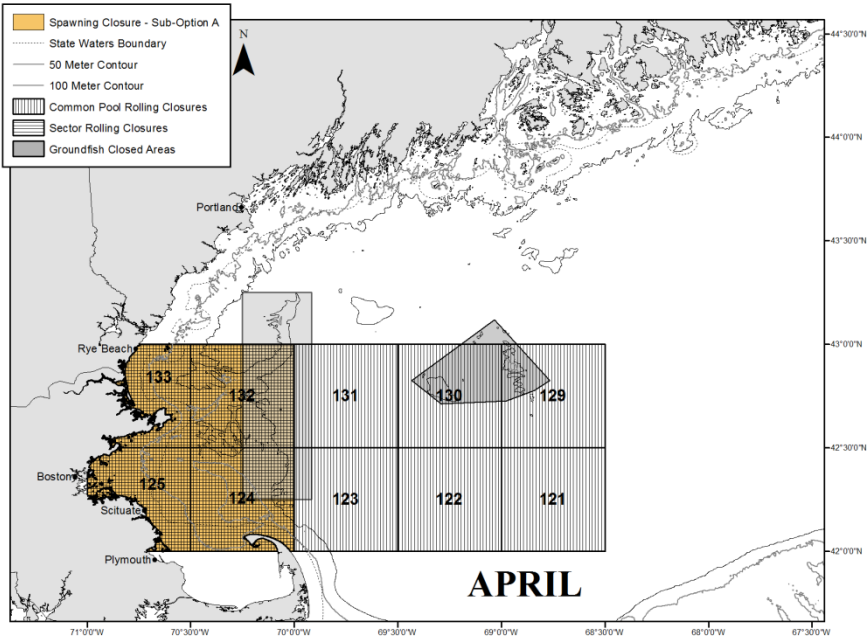 Spawning Closure - Sub-Option A
State Waters Boundary
50 Meter Contour
100 Meter Contour
Common Pool Rolling Closures
Sector Rolling Closures
Groundfish Closed Areas
N
44°30'0"N
44°0'0"N
Portland
43°30'0"N
Rye Beach
43°0'0"N
133
132
131
130
129
42°30'0"N
Boston
125
124
123
122
121
Scituate
Plymouth
42°0'0"N
APRIL
71°0'0"W
70°30'0"W
70°0'0"W
69°30'0"W
69°0'0"W
68°30'0"W
68°0'0"W
67°30'0"W